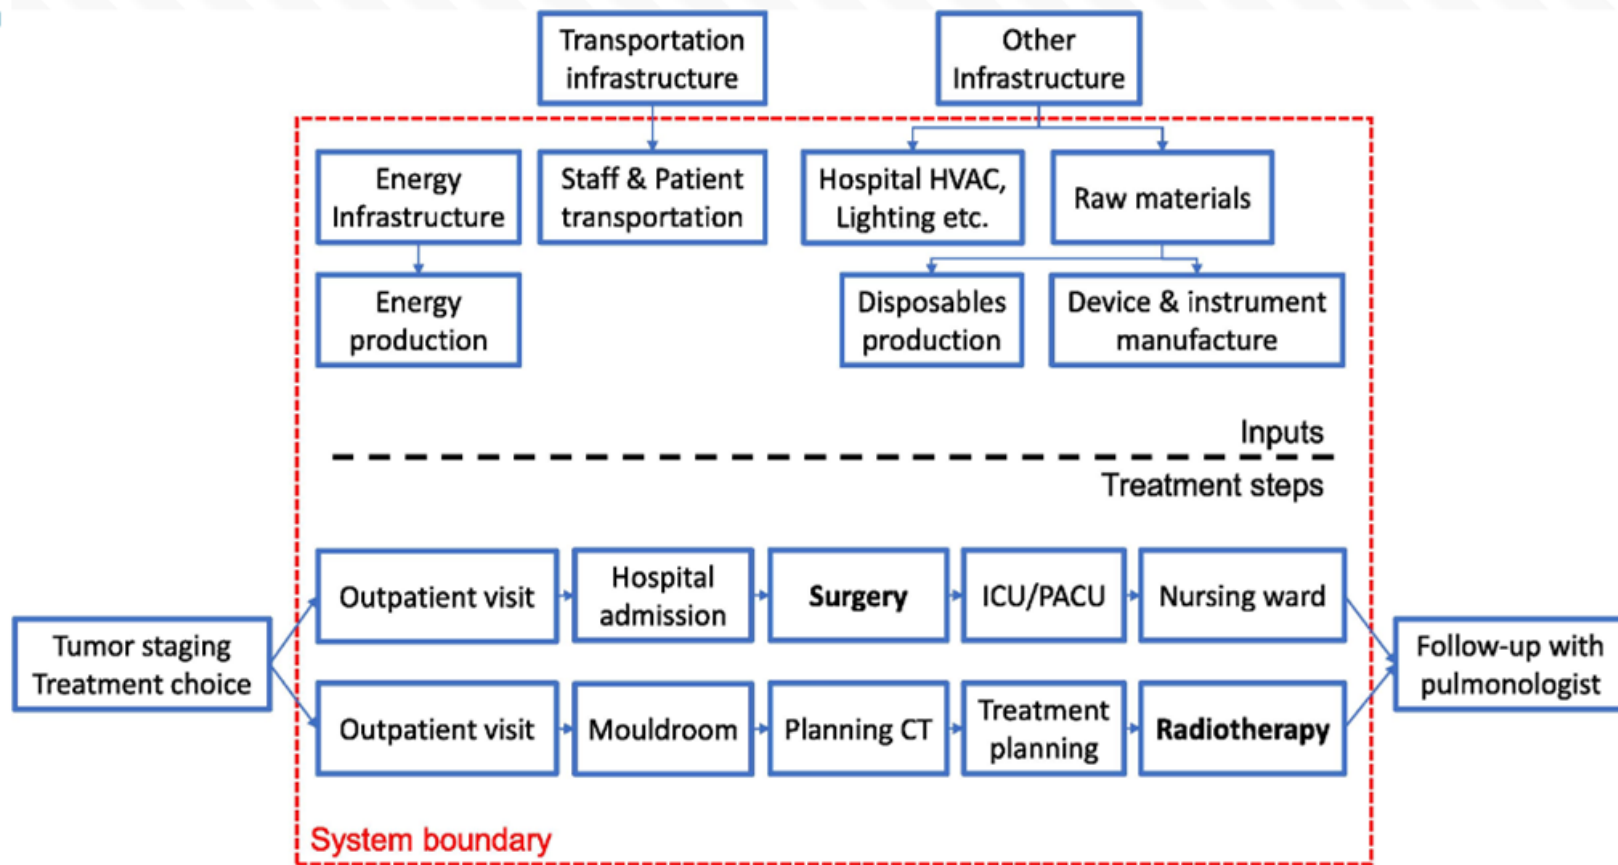 Transportation
infrastructure
Other
Infrastructure
Energy
Infrastructure
Staff & Patient
transportation
Hospital HVAC,
Lighting etc.
Raw materials
Energy
production
Disposables
production
Device & instrument
manufacture
Inputs
Treatment steps
Tumor staging
Treatment choice
Outpatient visit
Hospital
admission
Surgery
ICU/PACU
Nursing ward
Outpatient visit
Mouldroom
Planning CT
Treatment
planning
Radiotherapy
Follow-up with
pulmonologist
System boundary